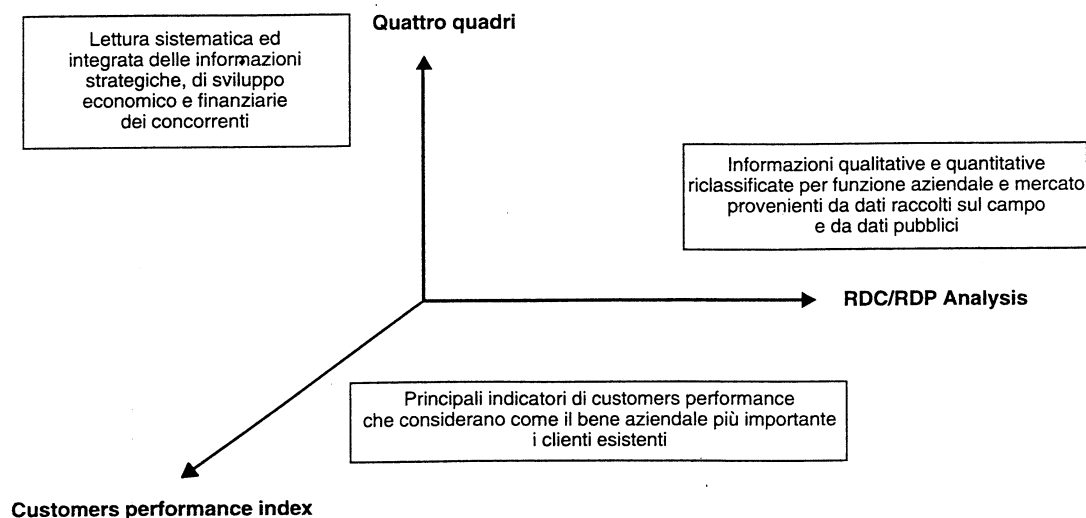 Quattro quadri
Lettura sistematica ed
integrata delle informazioni
strategiche, di sviluppo
economico e finanziarie
dei concorrenti
Informazioni qualitative e quantitative
riclassificate per funzione aziendale e mercato
provenienti da dati raccolti sul campo
e da dati pubblici
RDC/RDP Analysis
Principali indicatori di customers performance
che considerano come il bene aziendale più importante
i clienti esistenti
Customers performance index